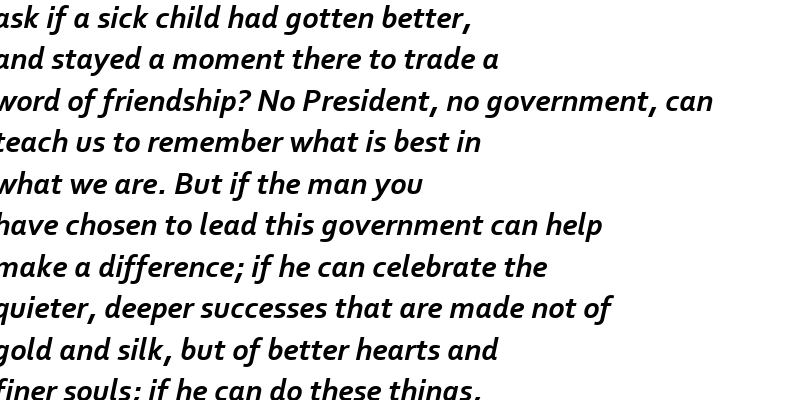 ask if a sick child had gotten better,
and stayed a moment there to trade a
word of friendship? No President, no government, can
teach us to remember what is best in
what we are. But if the man you
have chosen to lead this government can help
make a difference; if he can celebrate the
quieter, deeper successes that are made not of
gold and silk, but of better hearts and
finer souls; if he can do these things,